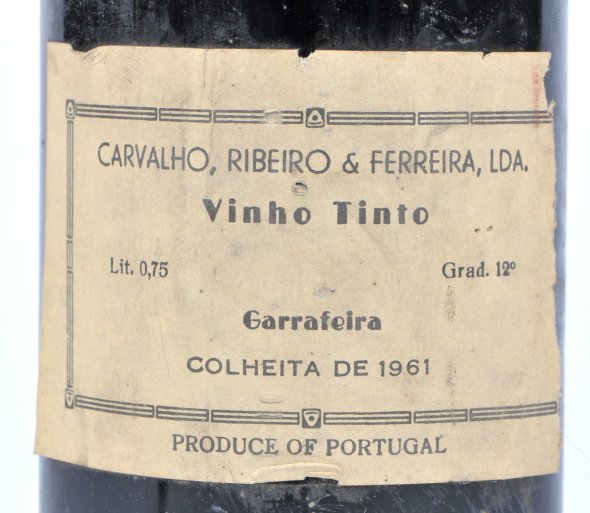 CARVALHO, RIBEIRO & FERREIRA, LDA.
Vinho Tinto
Lit. 0,75 Grad. 12º
Garrafeira
COLHEITA DE 1961
PRODUCE OF PORTUGAL